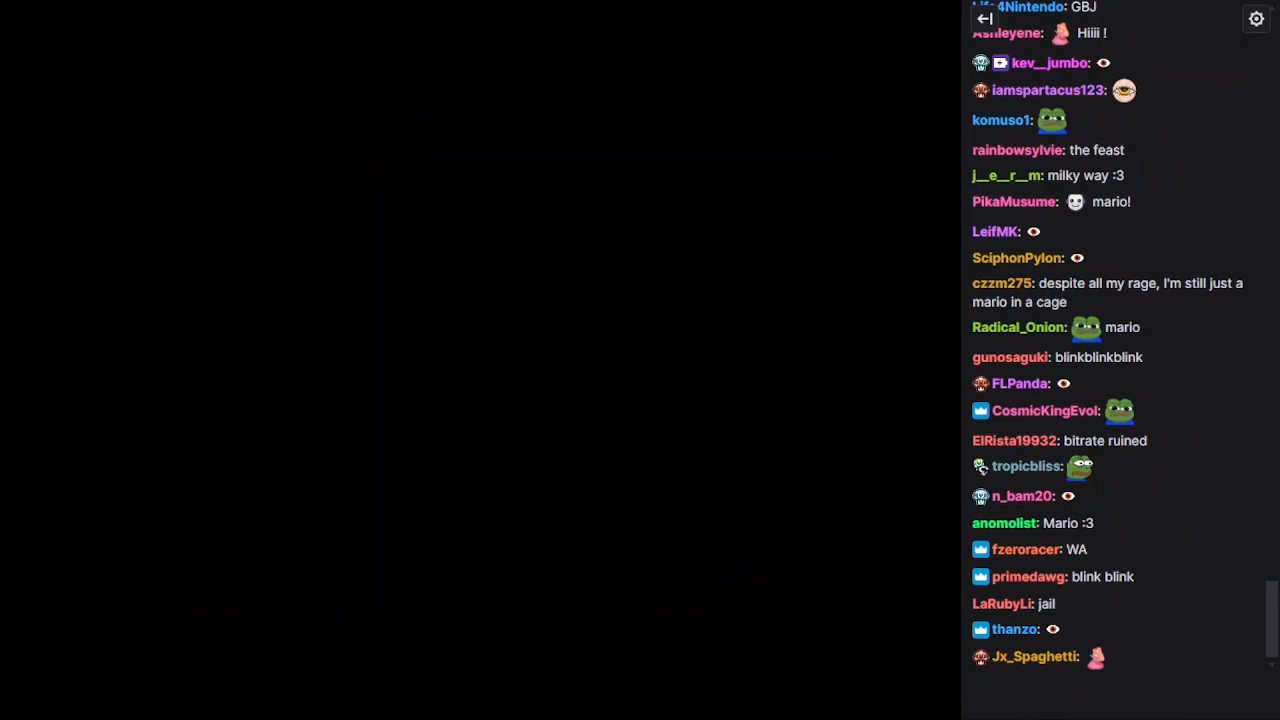 Life4Nintendo: GBJ
Ashleyene: Hiiii !
kev__jumbo:
iamspartacus123:
komuso1:
rainbowsylvie: the feast
j__e__r__m: milky way :3
PikaMusume: mario!
LeifMK:
SciphonPylon:
czzm275: despite all my rage, I'm still just a
mario in a cage
Radical_Onion: mario
gunosaguki: blinkblinkblink
FLPanda:
CosmicKingEvol:
ElRista19932: bitrate ruined
tropicbliss:
n_bam20:
anomolist: Mario :3
fzeroracer: WA
primedawg: blink blink
LaRubyLi: jail
thanzo:
Jx_Spaghetti: